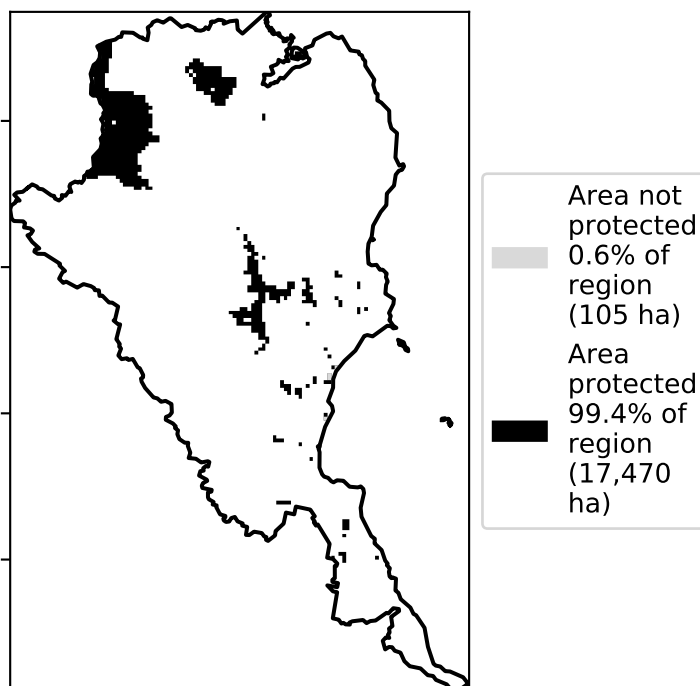 Area not
protected
0.6% of
region
(105 ha)
Area
protected
99.4% of
region
(17,470
ha)